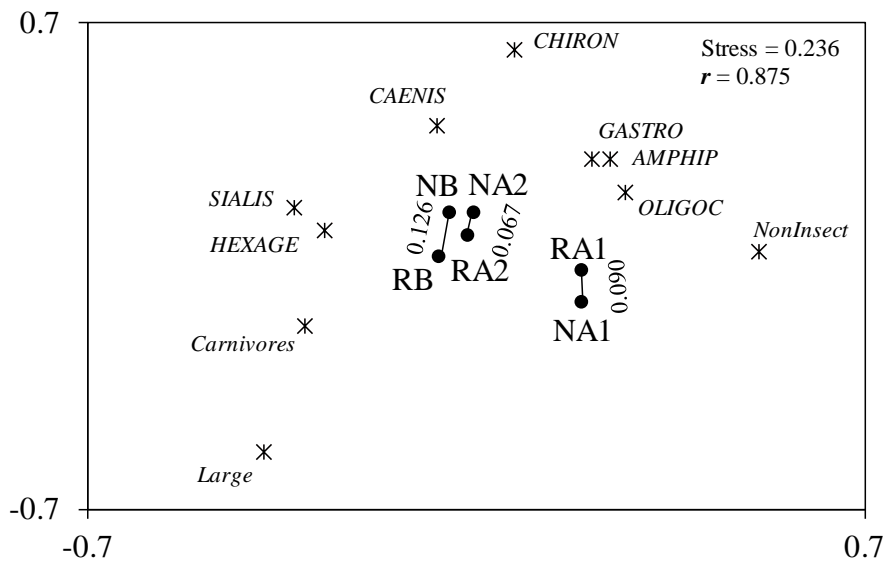 0.7
CHIRON
Stress = 0.236
r = 0.875
CAENIS
GASTRO
AMPHIP
NB NA2
SIALIS
OLIGOC
0.126
0.067
HEXAGE
NonInsect
RA1
RB RA2
0.090
NA1
Carnivores
Large
-0.7
-0.7 0.7